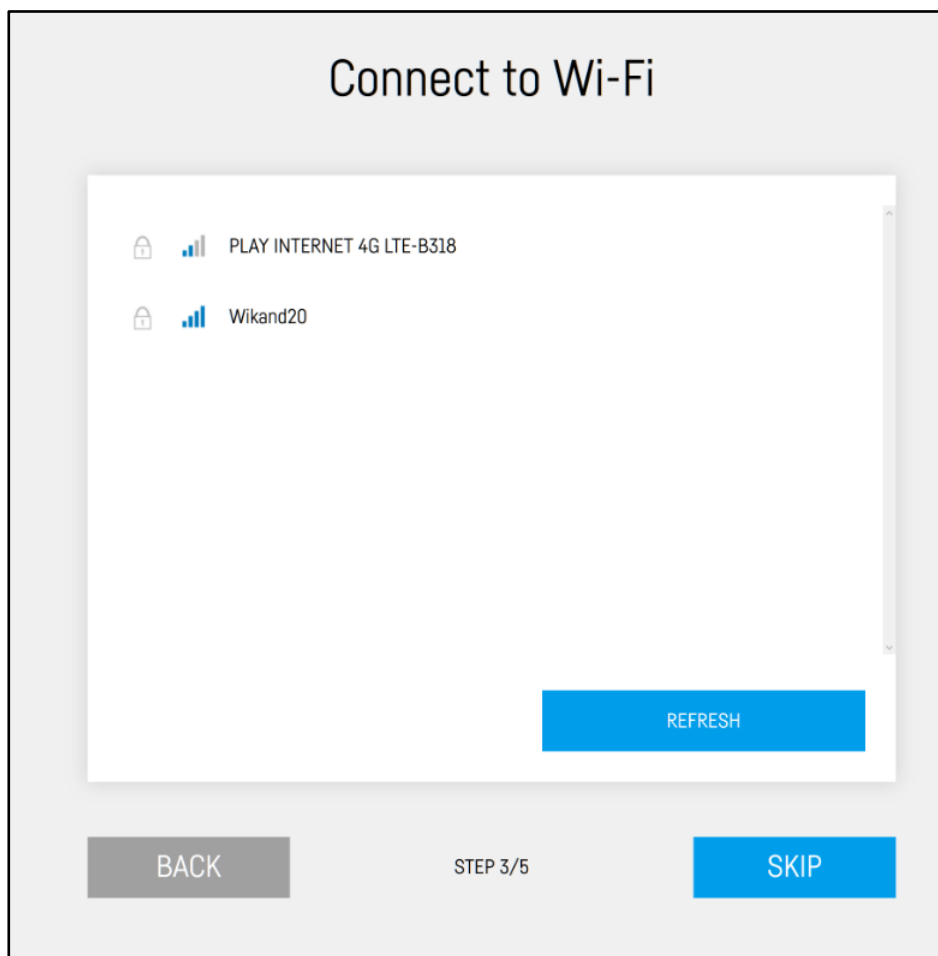 Connect to Wi-Fi
PLAY INTERNET 4G LTE-B318
Wikand20
REFRESH
BACK
STEP 3/5
SKIP